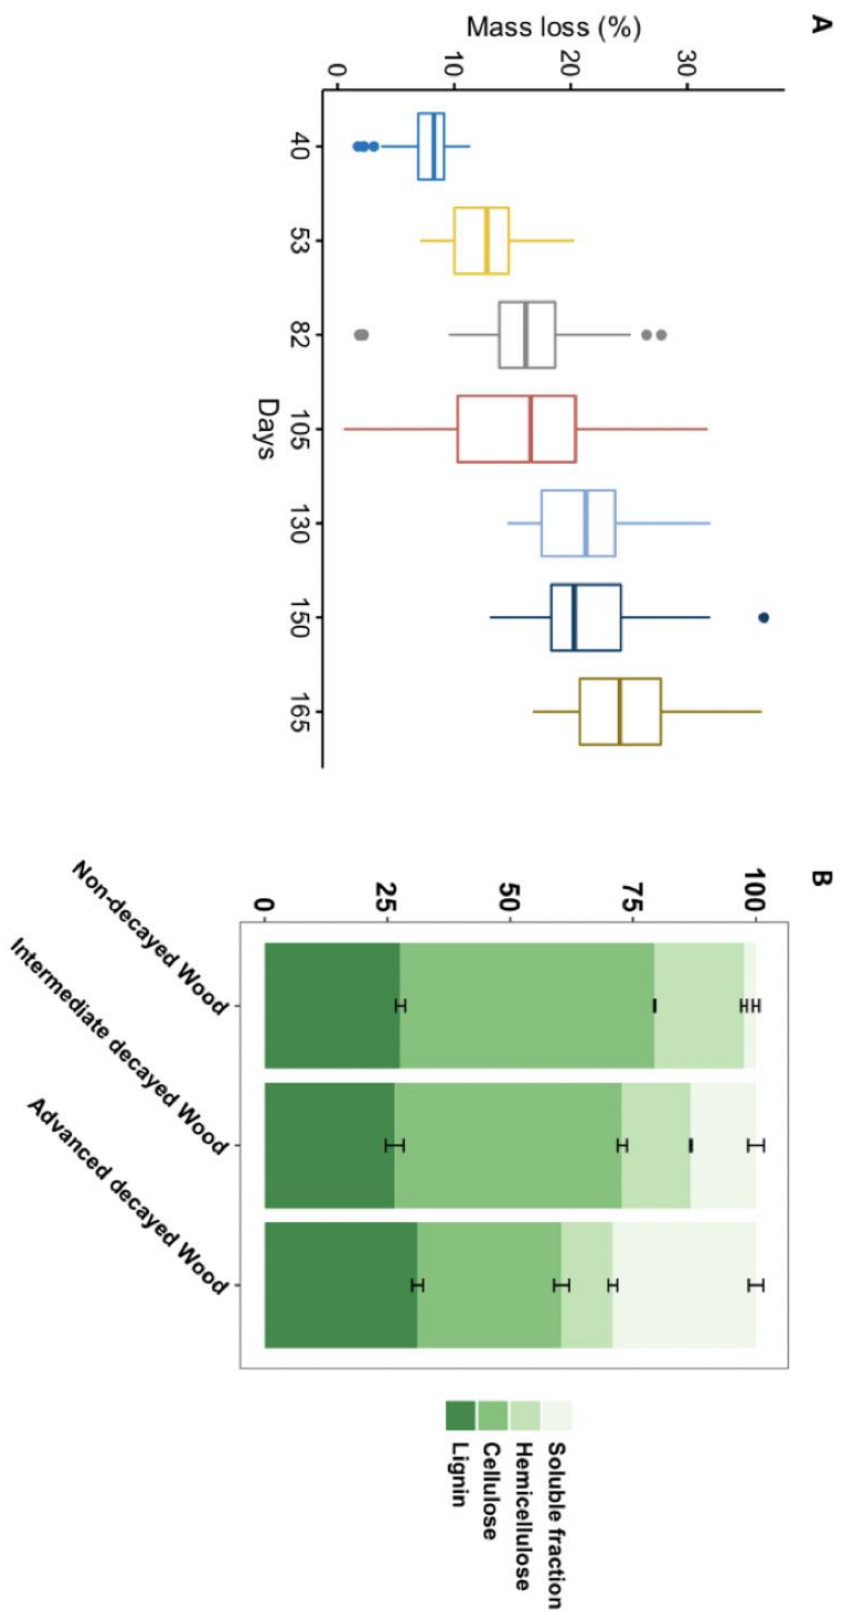 A
Mass loss (%)
30
20
10
0
40
53
82
105
130
150
165
Days
B
100
75
50
25
0
Non-decayed Wood
Intermediate decayed Wood
Advanced decayed Wood
Soluble fraction
Hemicellulose
Cellulose
Lignin